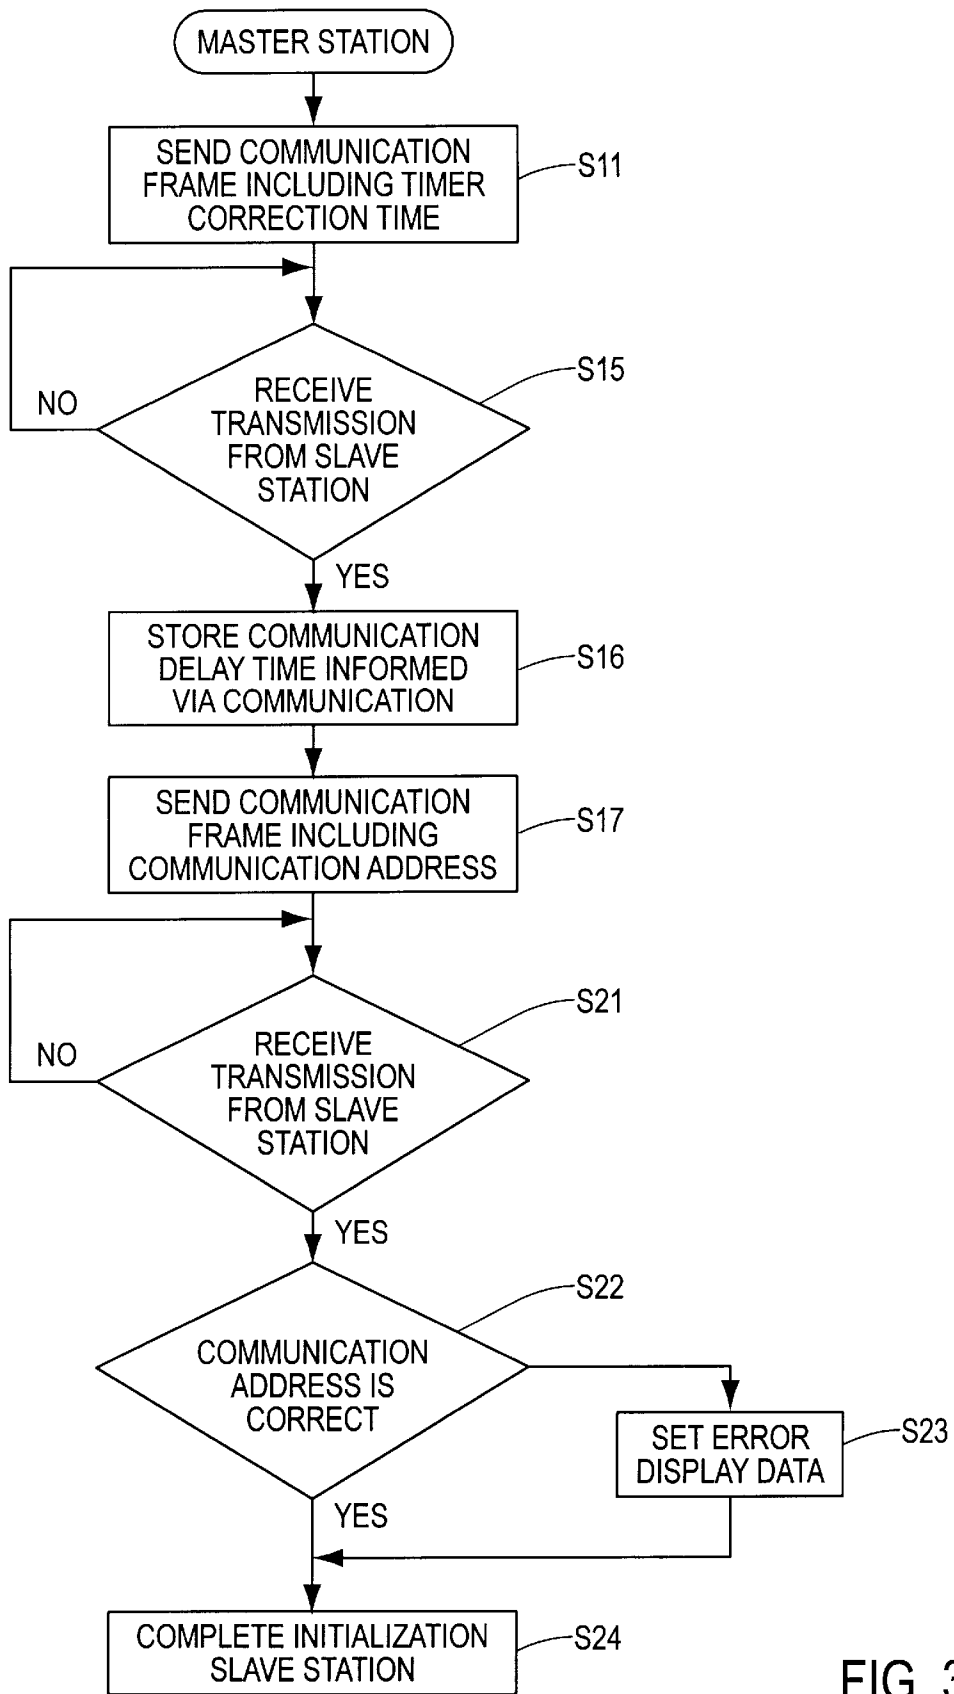 MASTER STATION
SEND COMMUNICATION
FRAME INCLUDING TIMER
CORRECTION TIME
S11
RECEIVE
TRANSMISSION
FROM SLAVE
STATION
S15
NO
YES
STORE COMMUNICATION
DELAY TIME INFORMED
VIA COMMUNICATION
S16
SEND COMMUNICATION
FRAME INCLUDING
COMMUNICATION ADDRESS
S17
RECEIVE
TRANSMISSION
FROM SLAVE
STATION
S21
NO
YES
COMMUNICATION
ADDRESS IS
CORRECT
S22
SET ERROR
DISPLAY DATA
S23
YES
COMPLETE INITIALIZATION
SLAVE STATION
S24
FIG. 3